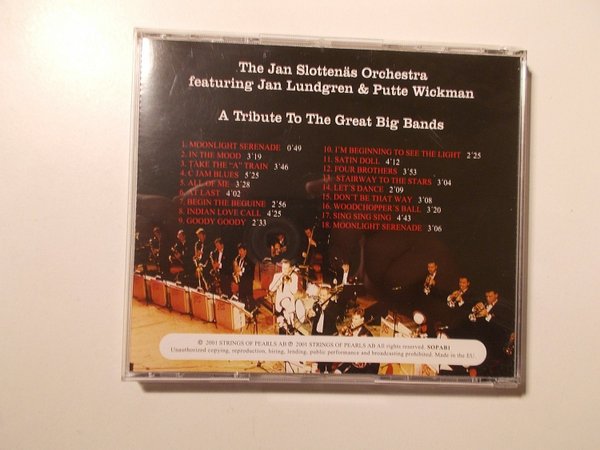 The Jan Slottenäs Orchestra
featuring Jan Lundgren & Putte Wickman
A Tribute To The Great Big Bands
1. MOONLIGHT SERENADE 0´49
2. IN THE MOOD 3´19
3. TAKE THE "A" TRAIN 3´46
4. C JAM BLUES 5´25
5. ALL OF ME 3´28
6. AT LAST 4´02
7. BEGIN THE BEGUINE 2´56
8. INDIAN LOVE CALL 4´25
9. GOODY GOODY 2´33
10. I'M BEGINNING TO SEE THE LIGHT 2´25
11. SATIN DOLL 4´12
12. FOUR BROTHERS 3´53
13. STAIRWAY TO THE STARS 3´04
14. LET'S DANCE 2´09
15. DON´T BE THAT WAY 3´08
16. WOODCHOPPER´S BALL 3´20
17. SING SING SING 4´43
18. MOONLIGHT SERENADE 3´06
© 2001 STRINGS OF PEARLS AB ℗ 2001 STRINGS OF PEARLS AB All rights reserved. SOPAB1
Unauthorized copying, reproduction, hiring, lending, public performance and broadcasting prohibited. Made in the EU.